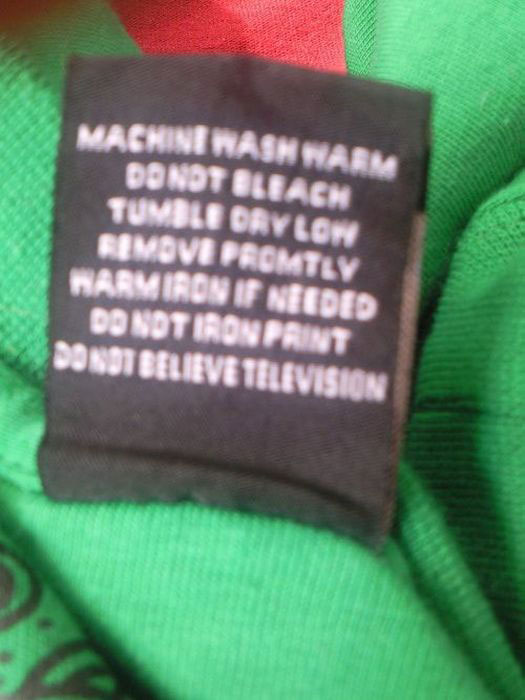 MACHINE WASH WARM
DO NOT BLEACH
TUMBLE DRY LOW
REMOVE PROMTLY
WARM IRON IF NEEDED
DO NOT IRON PRINT
DO NOT BELIEVE TELEVISION